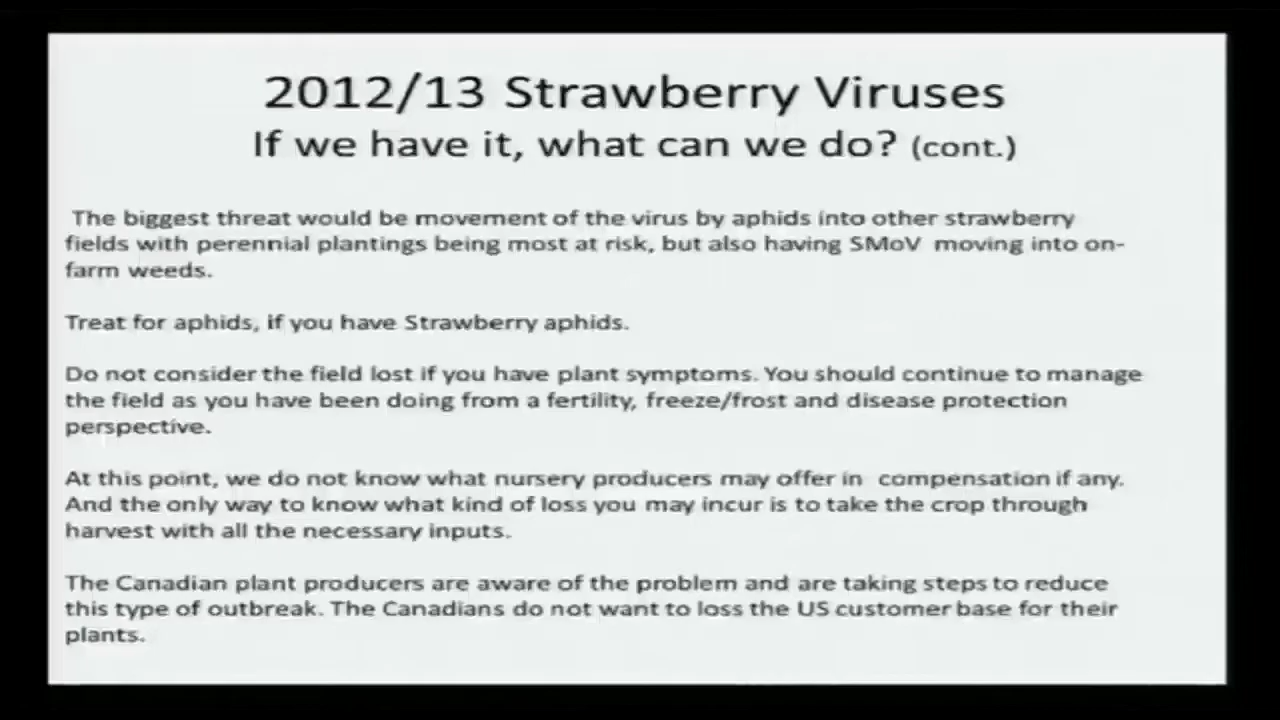 2012/13 Strawberry Viruses
If we have it, what can we do? (cont.)
The biggest threat would be movement of the virus by aphids into other strawberry
fields with perennial plantings being most at risk, but also having SMoV moving into on-
farm weeds.
Treat for aphids, if you have Strawberry aphids.
Do not consider the field lost if you have plant symptoms. You should continue to manage
the field as you have been doing from a fertility, freeze/frost and disease protection
perspective.
At this point, we do not know what nursery producers may offer in compensation if any.
And the only way to know what kind of loss you may incur is to take the crop through
harvest with all the necessary inputs.
The Canadian plant producers are aware of the problem and are taking steps to reduce
this type of outbreak. The Canadians do not want to loss the US customer base for their
plants.